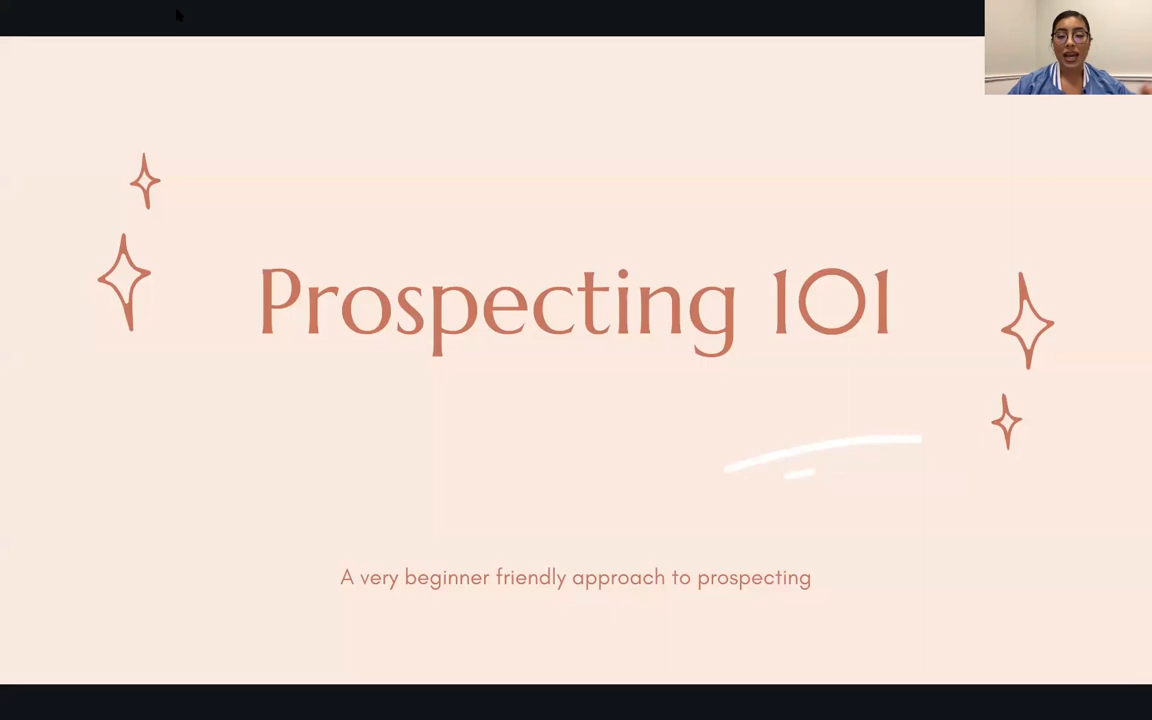 Prospecting 101
A very beginner friendly approach to prospecting